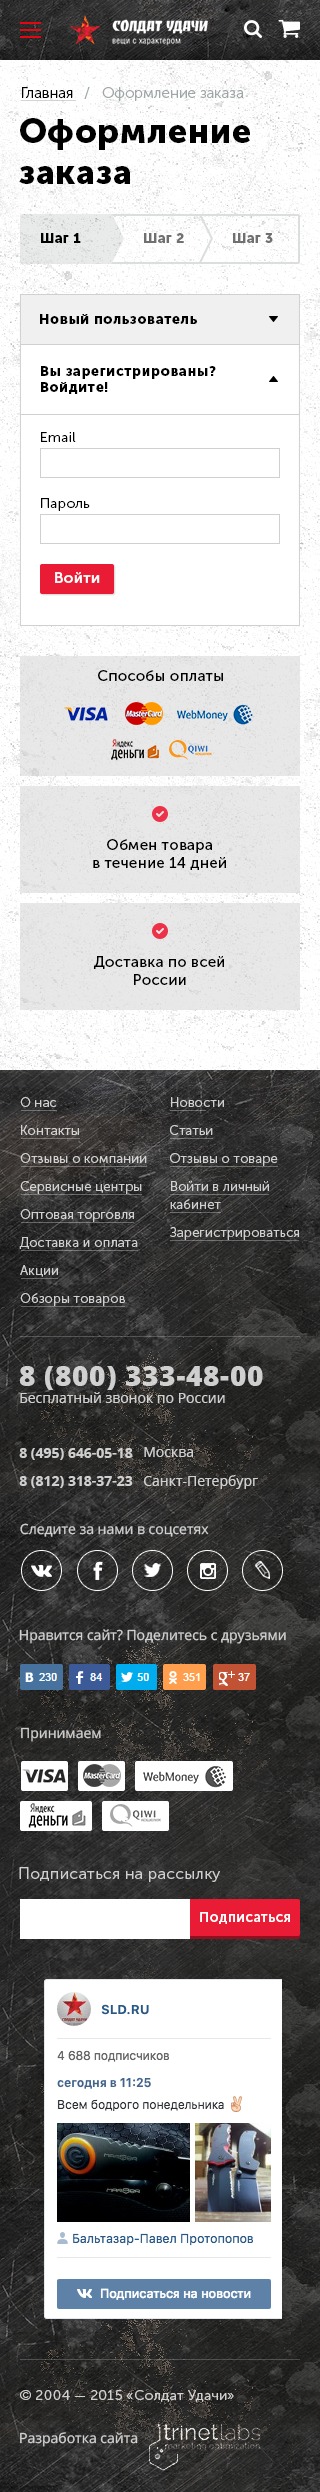 СОЛДАТ УДАЧИ
вещи с характером
Главная / Оформление заказа
Оформление
заказа
Шаг 1 Шаг 2 Шаг 3
Новый пользователь
Вы зарегистрированы?
Войдите!
Email
Пароль
Войти
Способы оплаты
VISA MasterCard WebMoney
Яндекс деньги QIWI
Обмен товара
в течение 14 дней
Доставка по всей
России
О нас
Контакты
Отзывы о компании
Сервисные центры
Оптовая торговля
Доставка и оплата
Акции
Обзоры товаров
Новости
Статьи
Отзывы о товаре
Войти в личный
кабинет
Зарегистрироваться
8 (800) 333-48-00
Бесплатный звонок по России
8 (495) 646-05-18 Москва
8 (812) 318-37-23 Санкт-Петербург
Следите за нами в соцсетях
Нравится сайт? Поделитесь с друзьями
В 230 f 84 50 351 g+ 37
Принимаем
VISA MasterCard WebMoney
Яндекс деньги QIWI
Подписаться на рассылку
Подписаться
SLD.RU
4 688 подписчиков
сегодня в 11:25
Всем бодрого понедельника
Бальтазар-Павел Протопопов
Подписаться на новости
© 2004 — 2015 «Солдат Удачи»
Разработка сайта
trinetlabs
marketing optimization